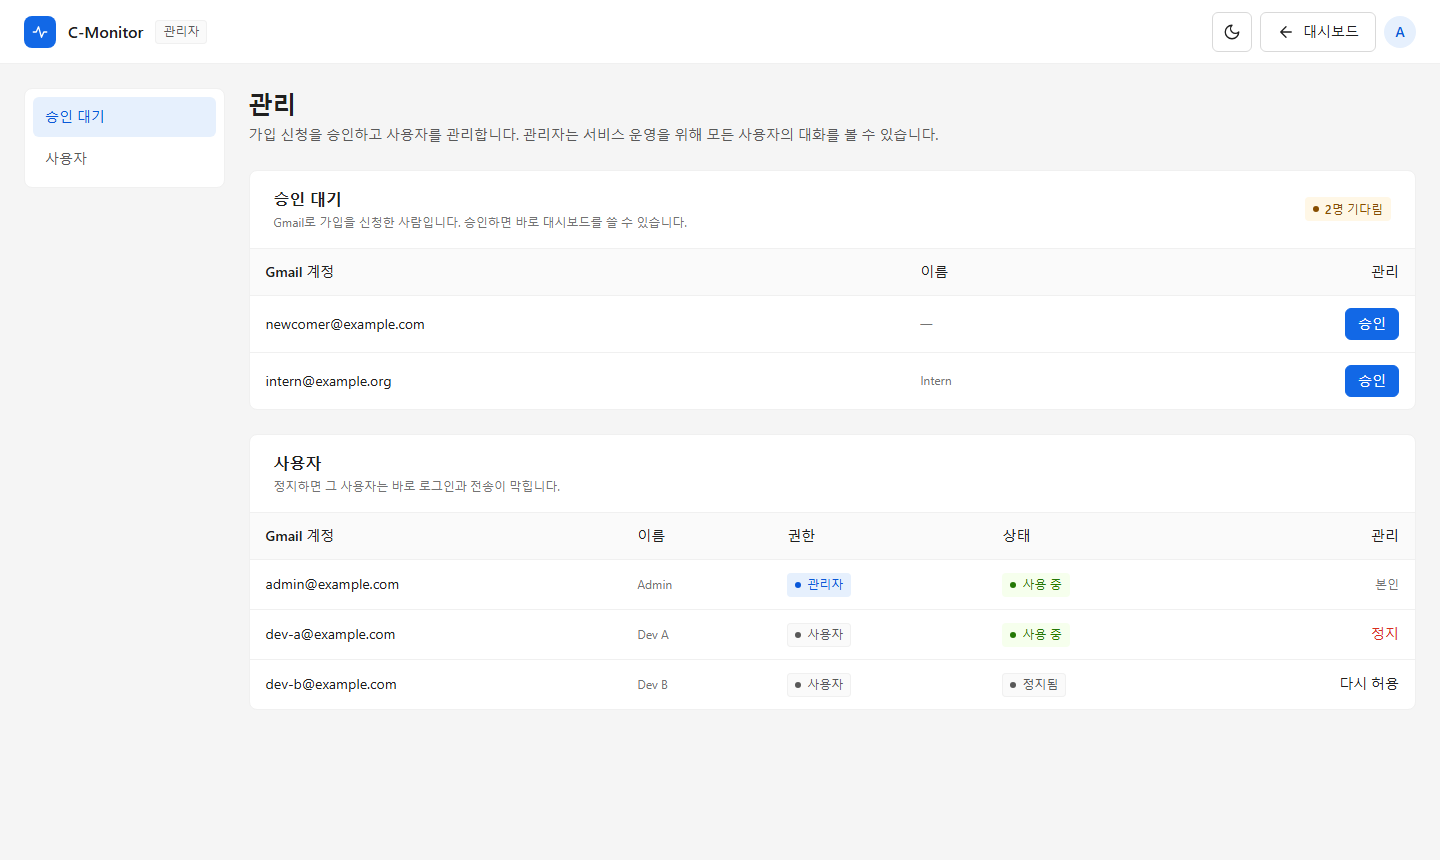 C-Monitor 관리자
대시보드 A
승인 대기
사용자
관리
가입 신청을 승인하고 사용자를 관리합니다. 관리자는 서비스 운영을 위해 모든 사용자의 대화를 볼 수 있습니다.
승인 대기
Gmail로 가입을 신청한 사람입니다. 승인하면 바로 대시보드를 쓸 수 있습니다.
2명 기다림
Gmail 계정 이름 관리
newcomer@example.com — 승인
intern@example.org Intern 승인
사용자
정지하면 그 사용자는 바로 로그인과 전송이 막힙니다.
Gmail 계정 이름 권한 상태 관리
admin@example.com Admin 관리자 사용 중 본인
dev-a@example.com Dev A 사용자 사용 중 정지
dev-b@example.com Dev B 사용자 정지됨 다시 허용